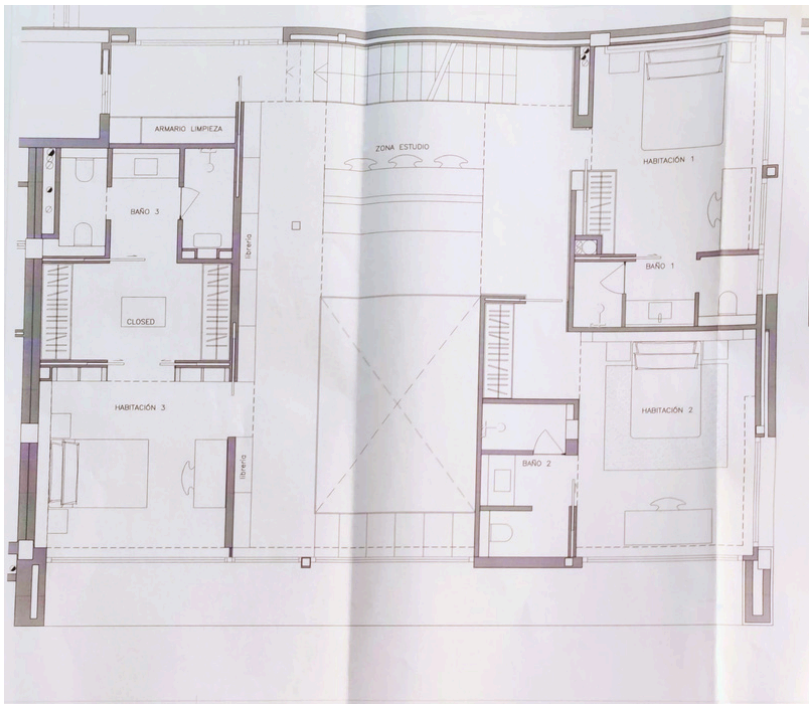 ARMARIO LIMPIEZA
ZONA ESTUDIO
HABITACIÓN 1
BAÑO 3
librería
BAÑO 1
CLOSED
HABITACIÓN 3
HABITACIÓN 2
librería
BAÑO 2